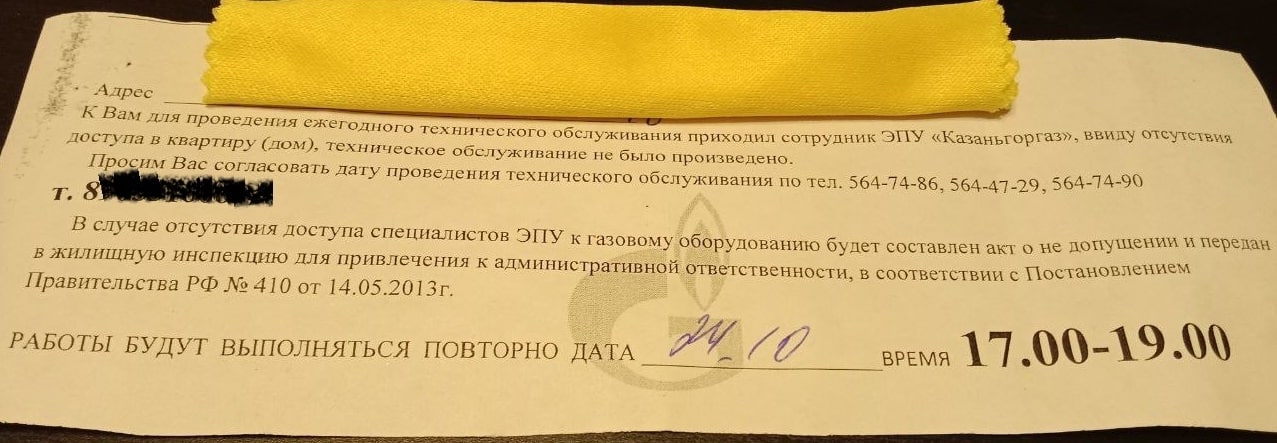 Адрес
К Вам для проведения ежегодного технического обслуживания приходил сотрудник ЭПУ «Казаньгоргаз», ввиду отсутствия
доступа в квартиру (дом), техническое обслуживание не было произведено.
Просим Вас согласовать дату проведения технического обслуживания по тел. 564-74-86, 564-47-29, 564-74-90
т. 8
В случае отсутствия доступа специалистов ЭПУ к газовому оборудованию будет составлен акт о не допущении и передан
в жилищную инспекцию для привлечения к административной ответственности, в соответствии с Постановлением
Правительства РФ № 410 от 14.05.2013г.
РАБОТЫ БУДУТ ВЫПОЛНЯТЬСЯ ПОВТОРНО ДАТА 24.10 ВРЕМЯ 17.00-19.00